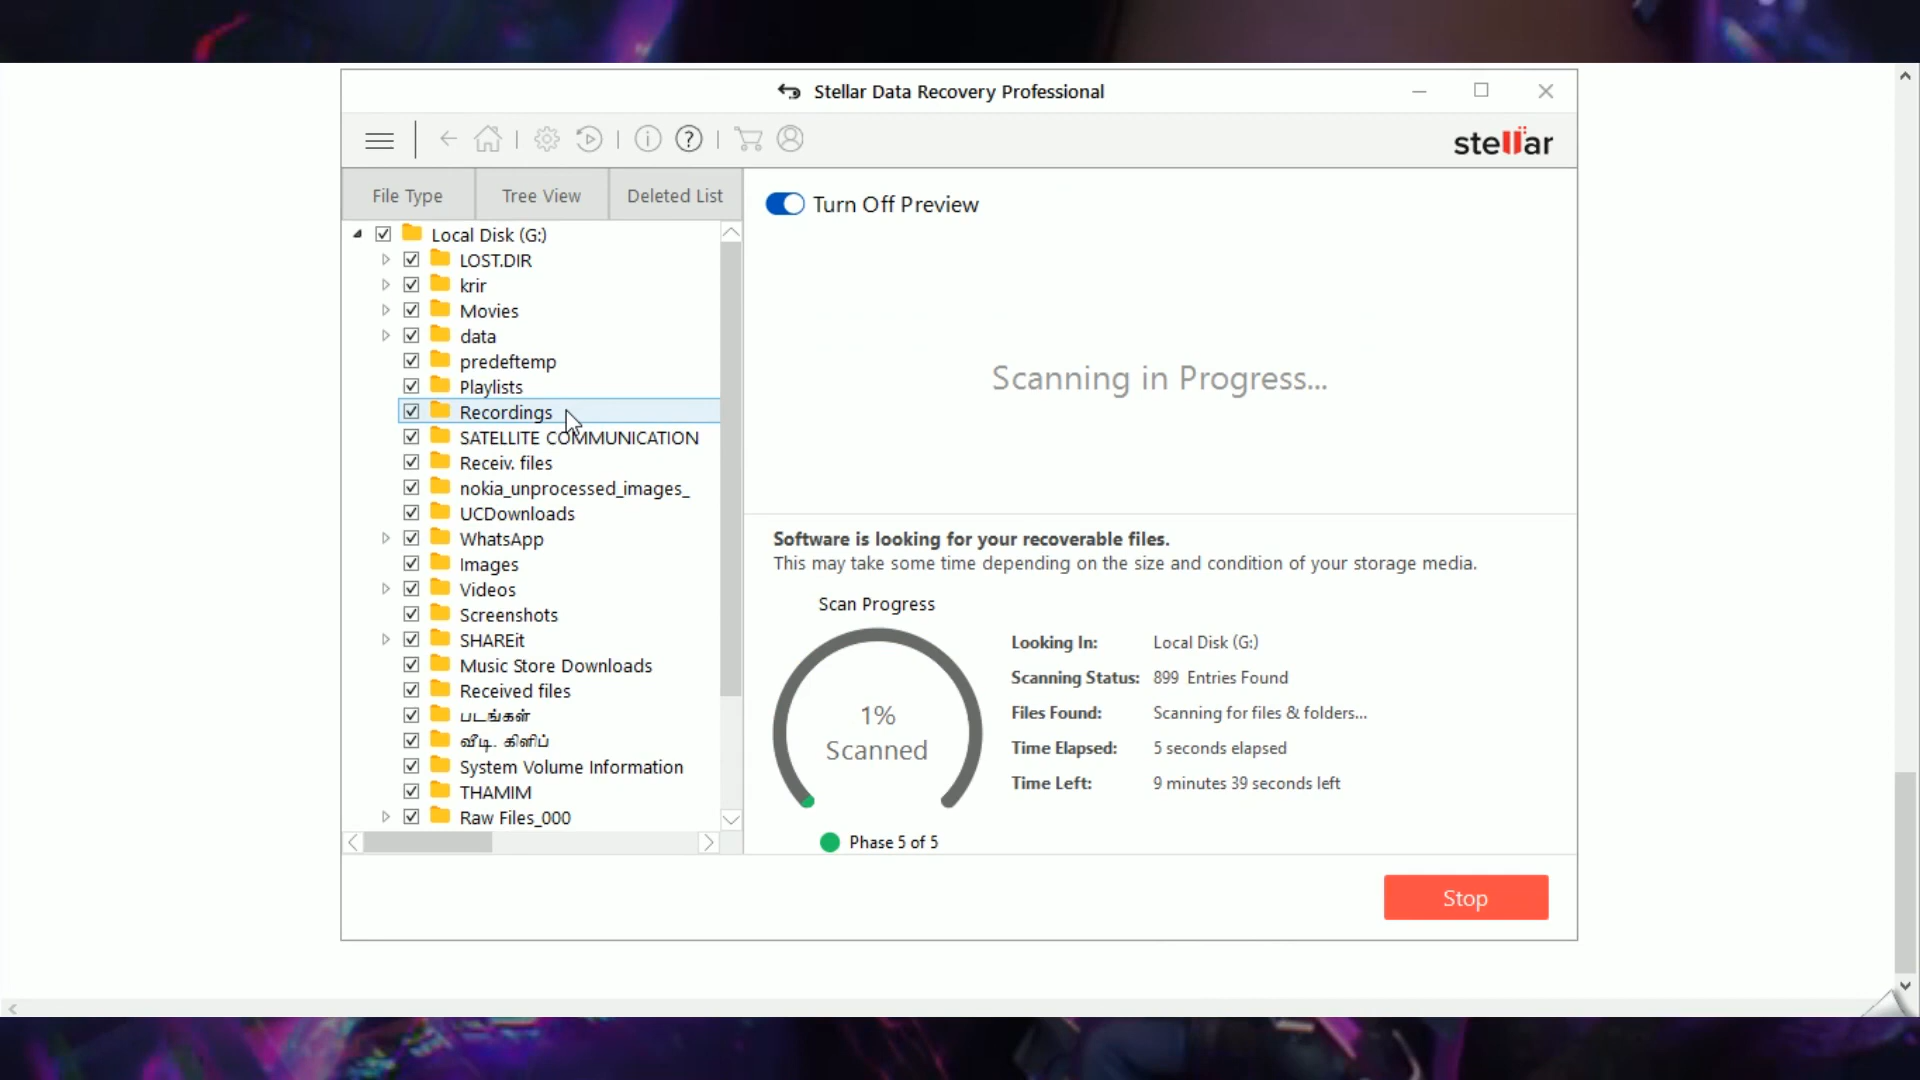 Stellar Data Recovery Professional
stellar
File Type
Tree View
Deleted List
Local Disk (G:)
LOST.DIR
krir
Movies
data
predeftemp
Playlists
Recordings
SATELLITE COMMUNICATION
Receiv. files
nokia_unprocessed_images_
UCDownloads
WhatsApp
Images
Videos
Screenshots
SHAREit
Music Store Downloads
Received files
படங்கள்
வீடி. கிளிப்
System Volume Information
THAMIM
Raw Files_000
Turn Off Preview
Scanning in Progress...
Software is looking for your recoverable files.
This may take some time depending on the size and condition of your storage media.
Scan Progress
1%
Scanned
Phase 5 of 5
Looking In: Local Disk (G:)
Scanning Status: 899 Entries Found
Files Found: Scanning for files & folders...
Time Elapsed: 5 seconds elapsed
Time Left: 9 minutes 39 seconds left
Stop